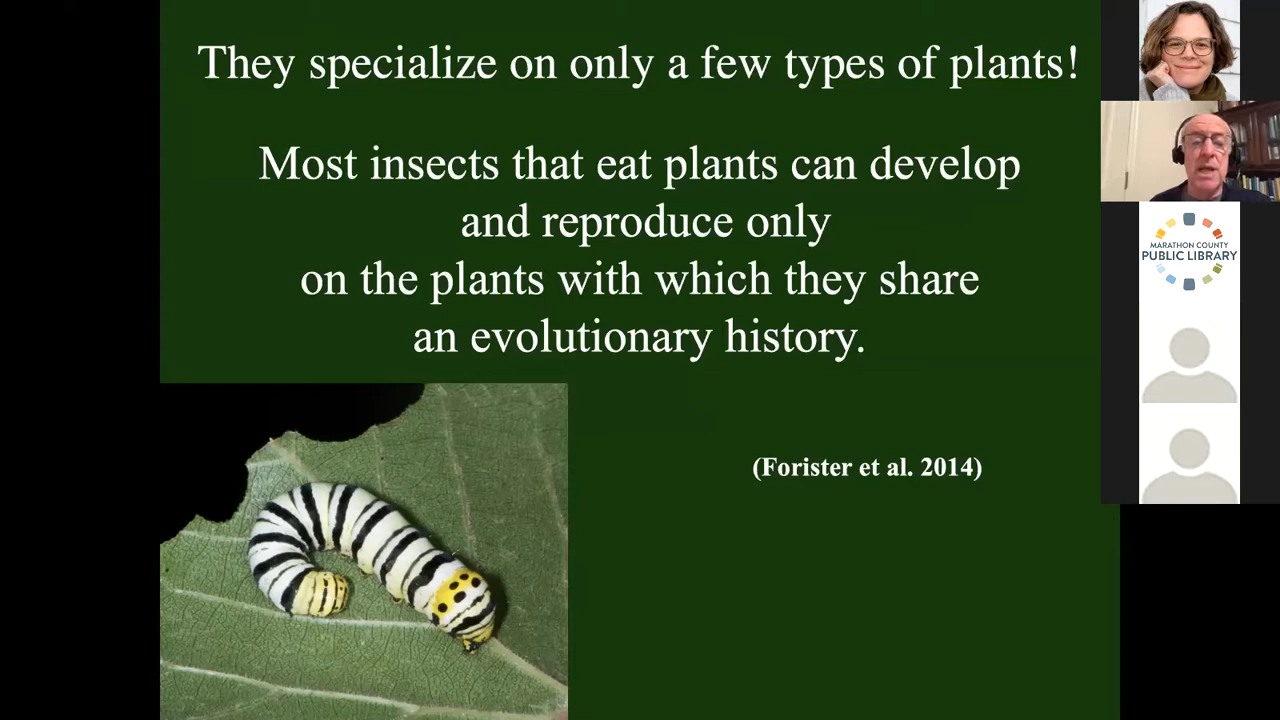 They specialize on only a few types of plants!
Most insects that eat plants can develop
and reproduce only
on the plants with which they share
an evolutionary history.
(Forister et al. 2014)
MARATHON COUNTY
PUBLIC LIBRARY